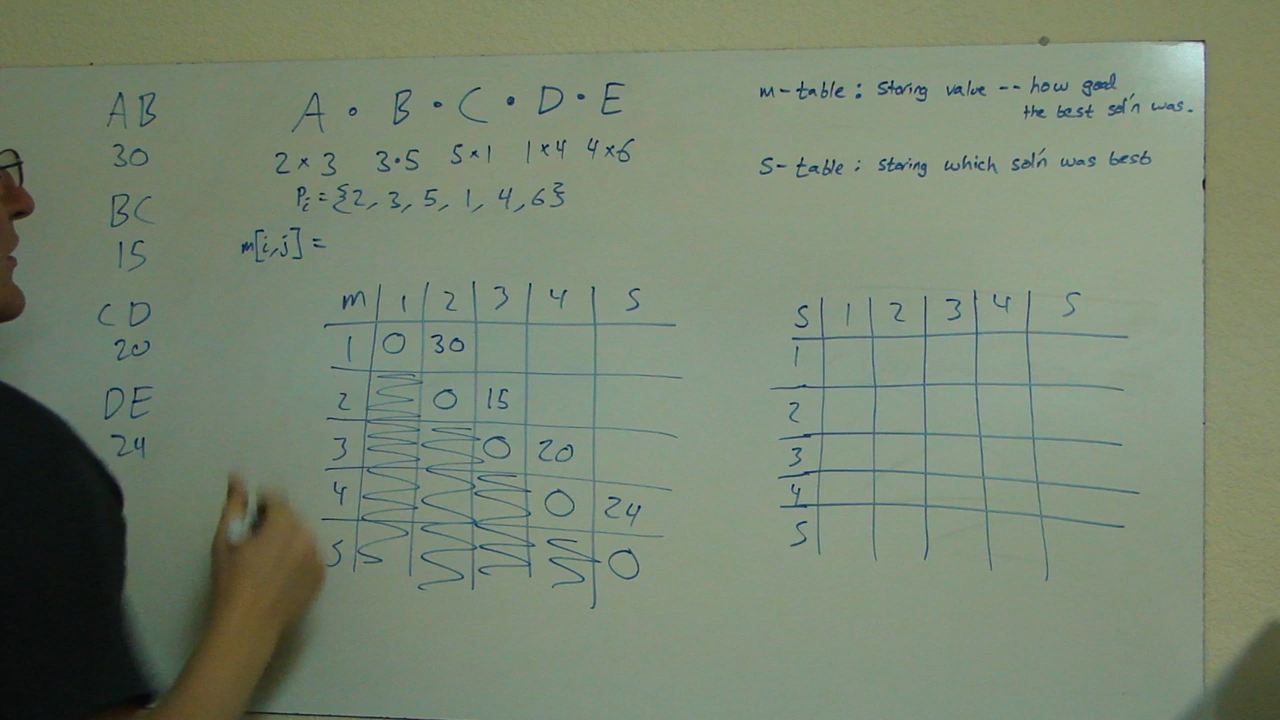 AB
30
BC
15
CD
20
DE
24
A · B · C · D · E
2×3 3·5 5×1 1×4 4×6
Pi = {2, 3, 5, 1, 4, 6}
m[i,j] =
m 1 2 3 4 5
1 0 30
2 0 15
3 0 20
4 0 24
5 0
m-table: storing value -- how good
the best sol'n was.
S-table: storing which sol'n was best
S 1 2 3 4 5
1
2
3
4
5